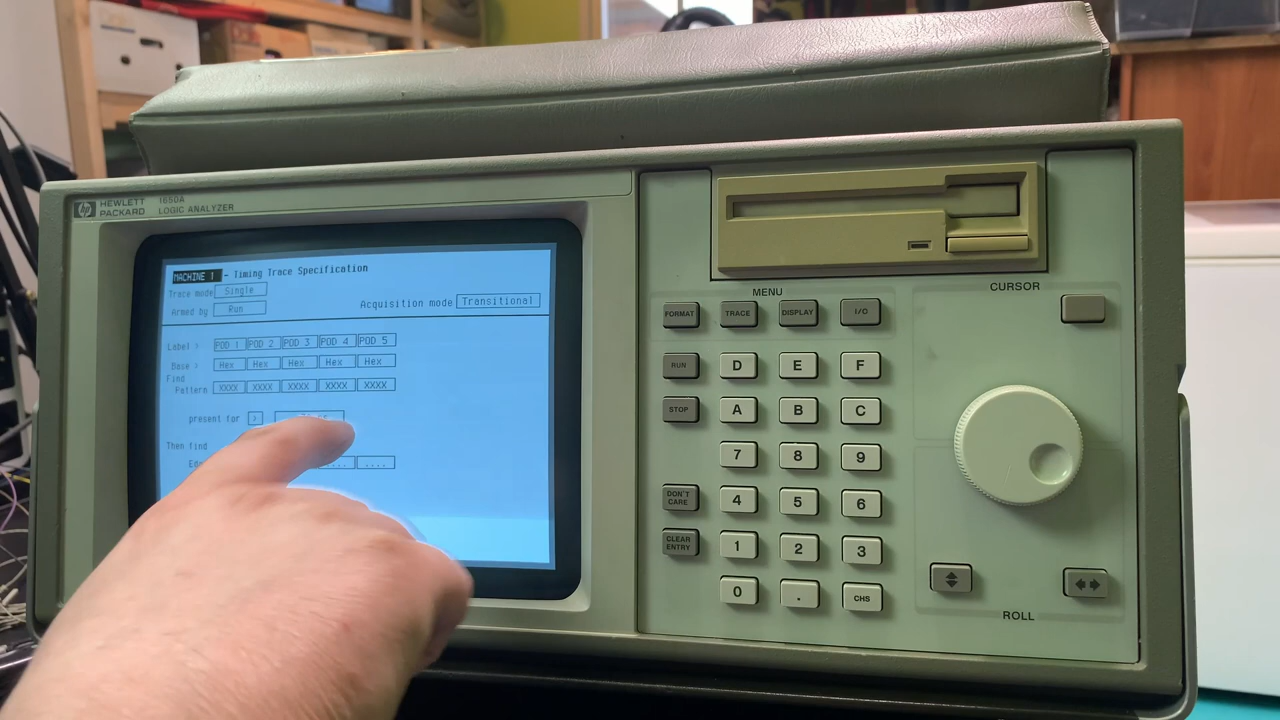 hp HEWLETT PACKARD 1650A LOGIC ANALYZER
MACHINE 1 - Timing Trace Specification
Trace mode Single
Armed by Run
Acquisition mode Transitional
Label > POD 1 POD 2 POD 3 POD 4 POD 5
Base > Hex Hex Hex Hex Hex
Find
Pattern XXXX XXXX XXXX XXXX XXXX
present for >
Then find
.... ....
MENU
FORMAT TRACE DISPLAY I/O
RUN D E F
STOP A B C
7 8 9
DON'T CARE 4 5 6
CLEAR ENTRY 1 2 3
0 . CHS
CURSOR
ROLL